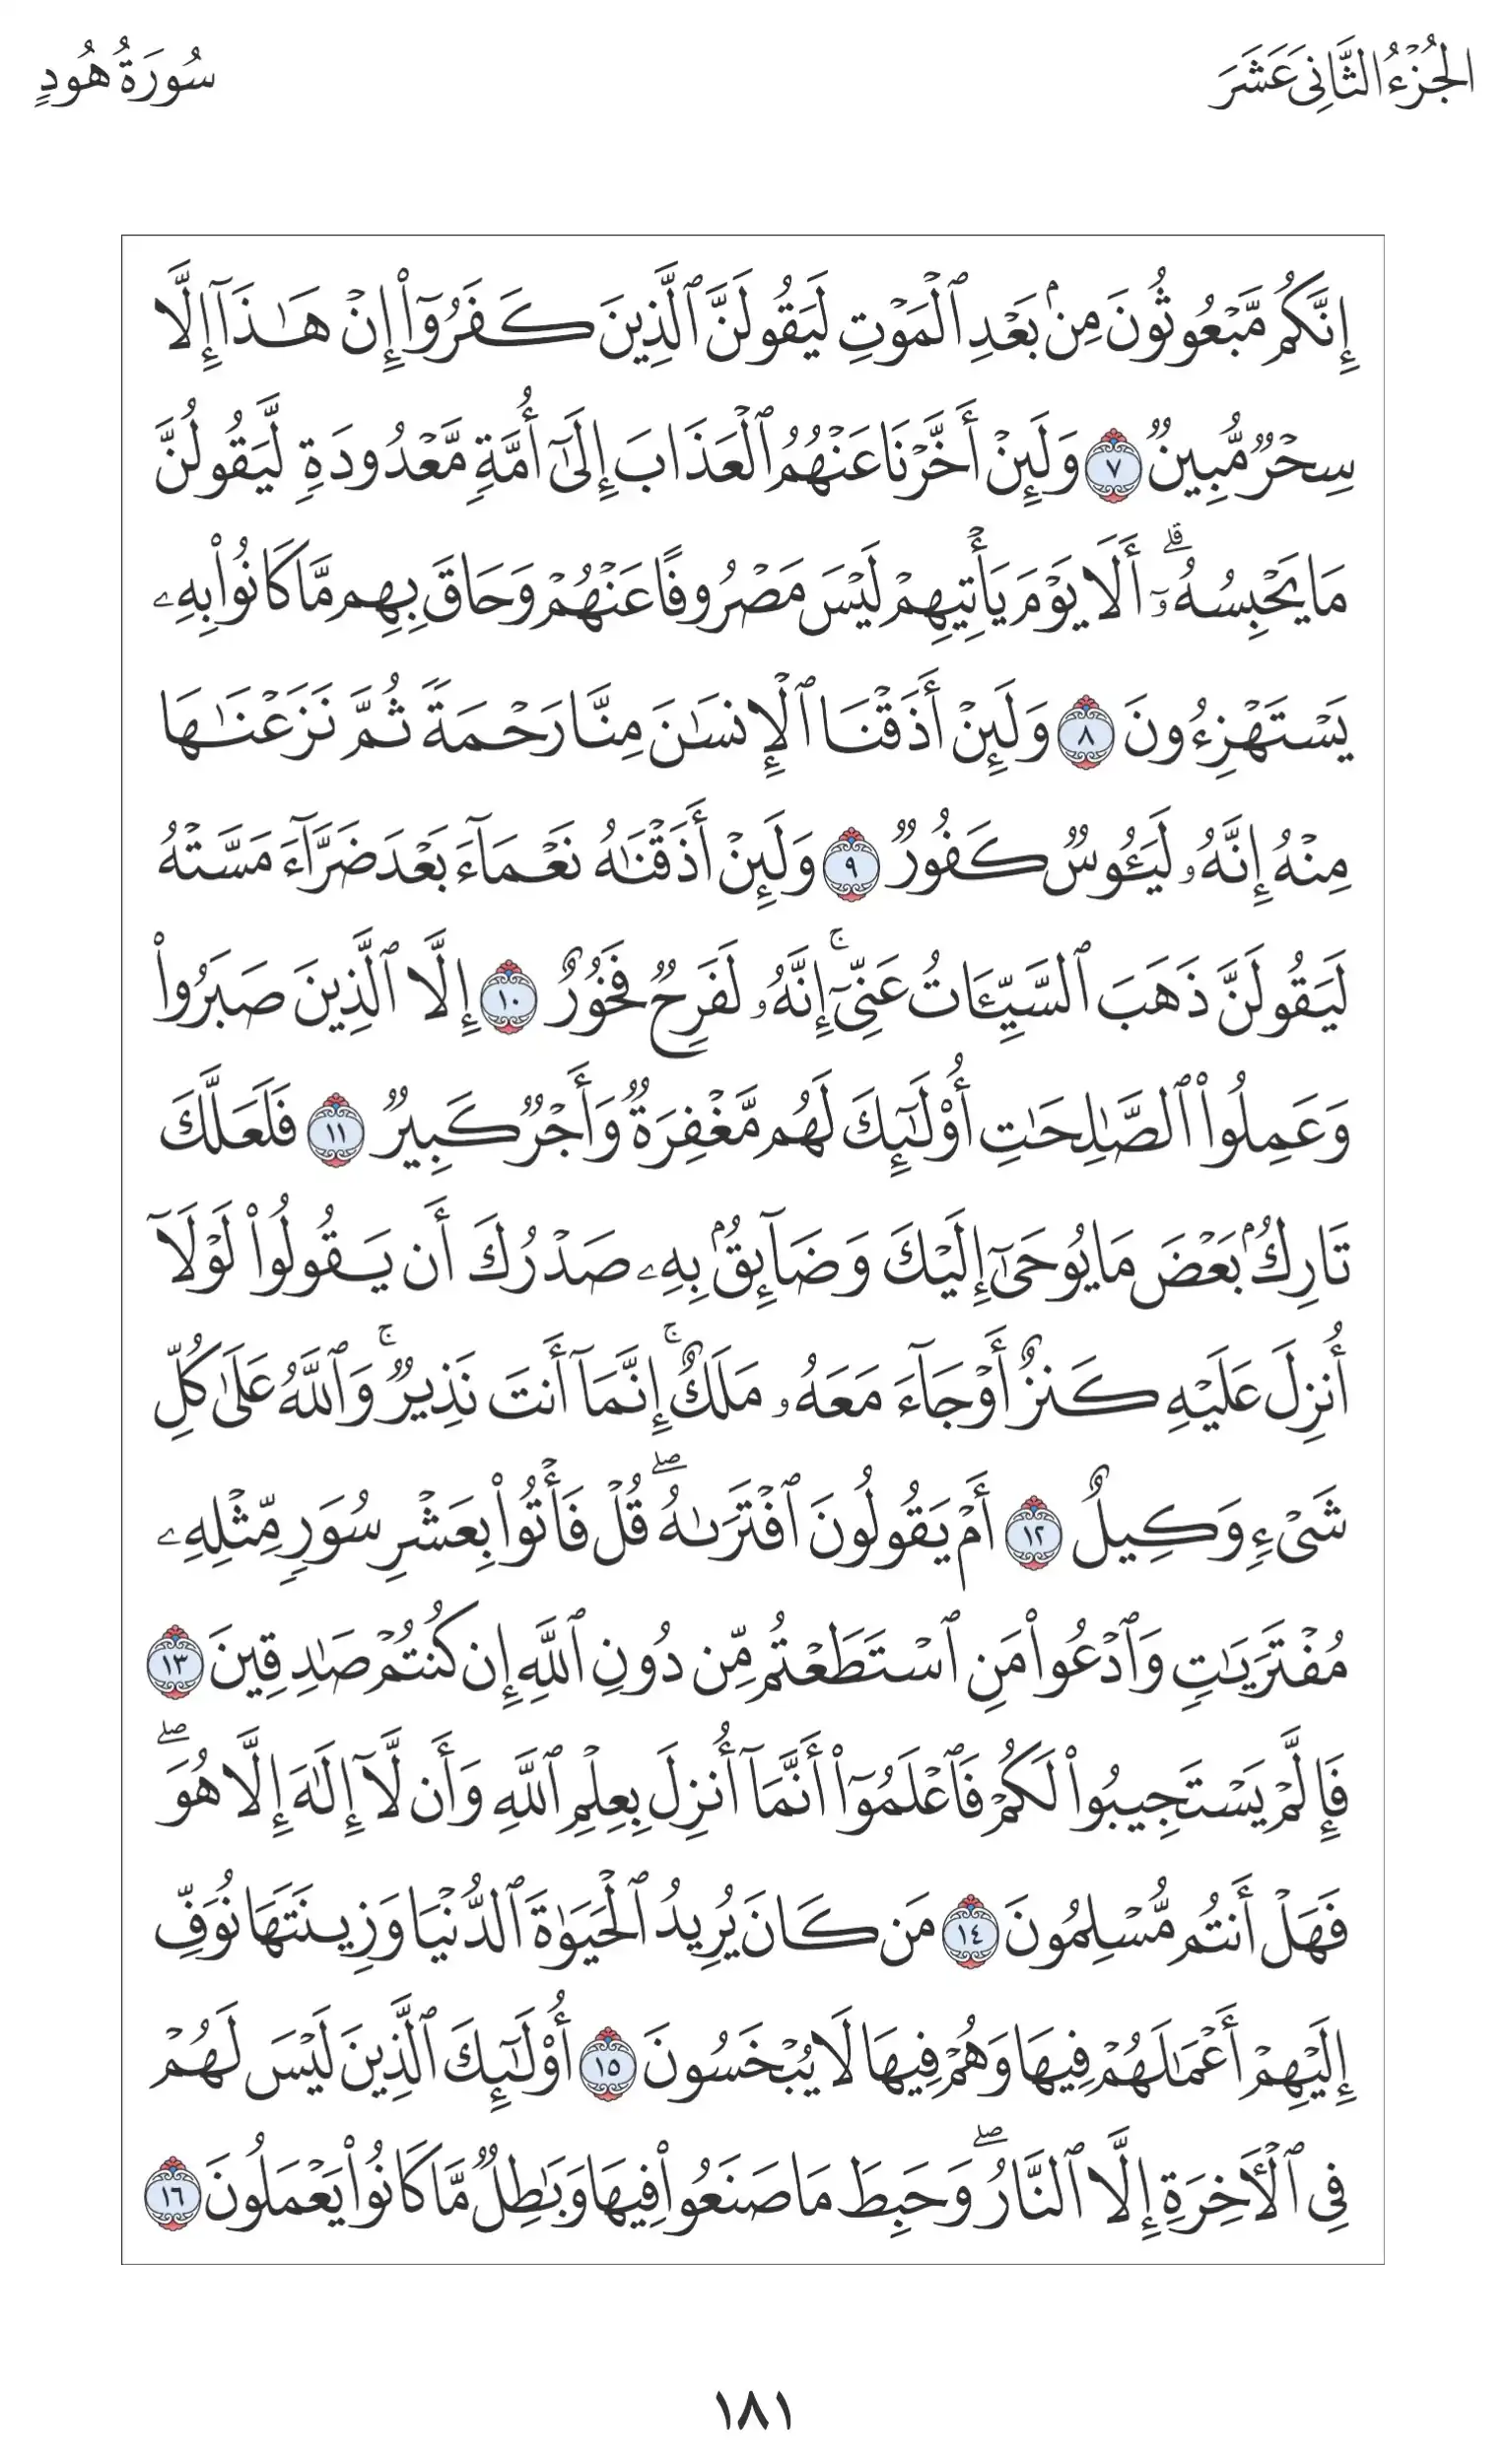 الجُزْءُ الثَّانِيَ عَشَرَ
سُورَةُ هُودٍ
إِنَّكُم مَّبْعُوثُونَ مِنۢ بَعْدِ ٱلْمَوْتِ لَيَقُولَنَّ ٱلَّذِينَ كَفَرُوٓا۟ إِنْ هَـٰذَآ إِلَّا
سِحْرٌ مُّبِينٌ ٧ وَلَئِنْ أَخَّرْنَا عَنْهُمُ ٱلْعَذَابَ إِلَىٰٓ أُمَّةٍ مَّعْدُودَةٍ لَّيَقُولُنَّ
مَا يَحْبِسُهُۥٓ ۗ أَلَا يَوْمَ يَأْتِيهِمْ لَيْسَ مَصْرُوفًا عَنْهُمْ وَحَاقَ بِهِم مَّا كَانُوا۟ بِهِۦ
يَسْتَهْزِءُونَ ٨ وَلَئِنْ أَذَقْنَا ٱلْإِنسَـٰنَ مِنَّا رَحْمَةً ثُمَّ نَزَعْنَـٰهَا
مِنْهُ إِنَّهُۥ لَيَـُٔوسٌ كَفُورٌ ٩ وَلَئِنْ أَذَقْنَـٰهُ نَعْمَآءَ بَعْدَ ضَرَّآءَ مَسَّتْهُ
لَيَقُولَنَّ ذَهَبَ ٱلسَّيِّـَٔاتُ عَنِّىٓ ۚ إِنَّهُۥ لَفَرِحٌ فَخُورٌ ١٠ إِلَّا ٱلَّذِينَ صَبَرُوا۟
وَعَمِلُوا۟ ٱلصَّـٰلِحَـٰتِ أُو۟لَـٰٓئِكَ لَهُم مَّغْفِرَةٌ وَأَجْرٌ كَبِيرٌ ١١ فَلَعَلَّكَ
تَارِكٌۢ بَعْضَ مَا يُوحَىٰٓ إِلَيْكَ وَضَآئِقٌۢ بِهِۦ صَدْرُكَ أَن يَقُولُوا۟ لَوْلَآ
أُنزِلَ عَلَيْهِ كَنزٌ أَوْ جَآءَ مَعَهُۥ مَلَكٌ ۚ إِنَّمَآ أَنتَ نَذِيرٌ ۚ وَٱللَّهُ عَلَىٰ كُلِّ
شَىْءٍ وَكِيلٌ ١٢ أَمْ يَقُولُونَ ٱفْتَرَىٰهُ ۖ قُلْ فَأْتُوا۟ بِعَشْرِ سُوَرٍ مِّثْلِهِۦ
مُفْتَرَيَـٰتٍ وَٱدْعُوا۟ مَنِ ٱسْتَطَعْتُم مِّن دُونِ ٱللَّهِ إِن كُنتُمْ صَـٰدِقِينَ ١٣
فَإِلَّمْ يَسْتَجِيبُوا۟ لَكُمْ فَٱعْلَمُوٓا۟ أَنَّمَآ أُنزِلَ بِعِلْمِ ٱللَّهِ وَأَن لَّآ إِلَـٰهَ إِلَّا هُوَ ۖ
فَهَلْ أَنتُم مُّسْلِمُونَ ١٤ مَن كَانَ يُرِيدُ ٱلْحَيَوٰةَ ٱلدُّنْيَا وَزِينَتَهَا نُوَفِّ
إِلَيْهِمْ أَعْمَـٰلَهُمْ فِيهَا وَهُمْ فِيهَا لَا يُبْخَسُونَ ١٥ أُو۟لَـٰٓئِكَ ٱلَّذِينَ لَيْسَ لَهُمْ
فِى ٱلْـَٔاخِرَةِ إِلَّا ٱلنَّارُ ۖ وَحَبِطَ مَا صَنَعُوا۟ فِيهَا وَبَـٰطِلٌ مَّا كَانُوا۟ يَعْمَلُونَ ١٦
١٨١